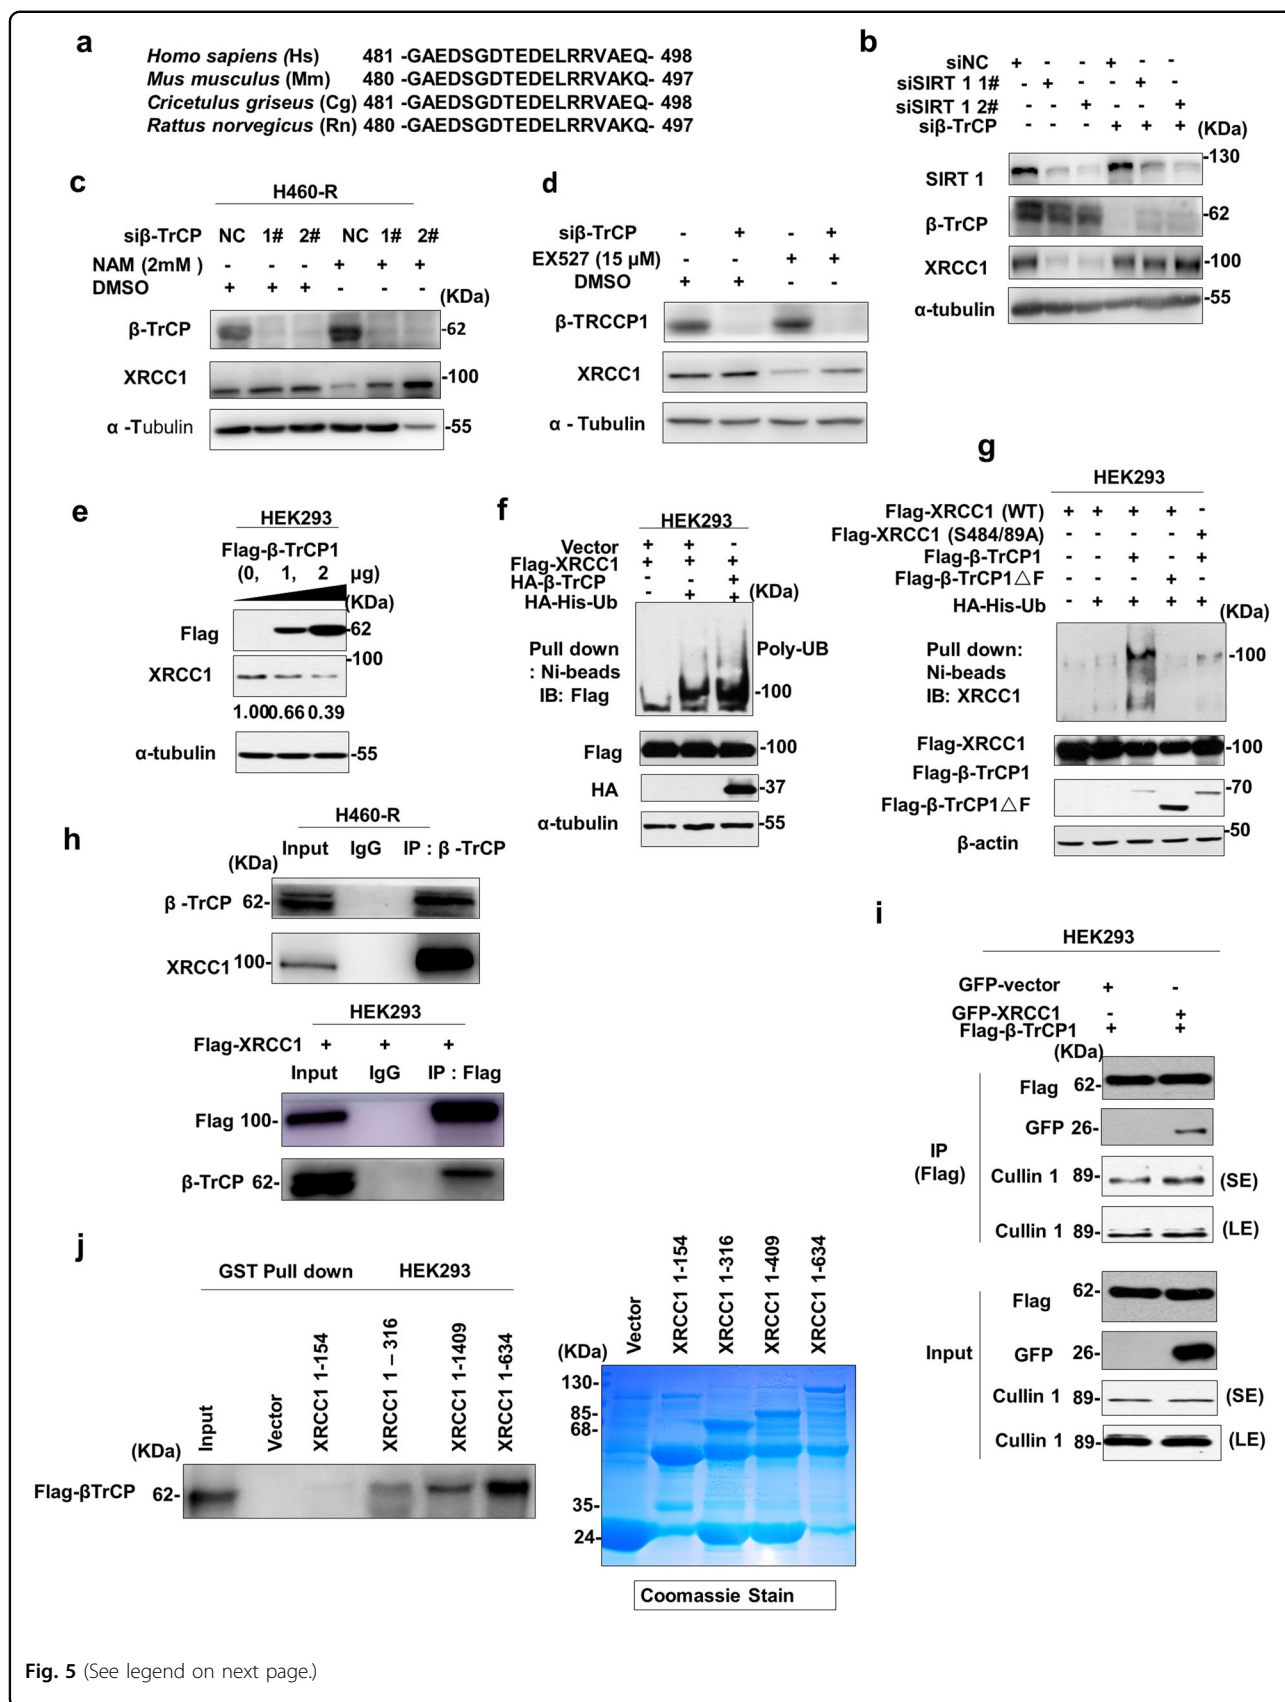 a
Homo sapiens (Hs) 481 -GAEDSGDTEDELRRVAEQ- 498
Mus musculus (Mm) 480 -GAEDSGDTEDELRRVAKQ- 497
Cricetulus griseus (Cg) 481 -GAEDSGDTEDELRRVAEQ- 498
Rattus norvegicus (Rn) 480 -GAEDSGDTEDELRRVAKQ- 497
b
siNC + - - + - -
siSIRT 1 1# - + - - + -
siSIRT 1 2# - - + - - +
siβ-TrCP - - - + + + (KDa)
SIRT 1 -130
β-TrCP -62
XRCC1 -100
α-tubulin -55
c
H460-R
siβ-TrCP NC 1# 2# NC 1# 2#
NAM (2mM ) - - - + + +
DMSO + + + - - -
(KDa)
β-TrCP -62
XRCC1 -100
α -Tubulin -55
d
siβ-TrCP - + - +
EX527 (15 μM) - - + +
DMSO + + - -
β-TRCCP1
XRCC1
α - Tubulin
e
HEK293
Flag-β-TrCP1
(0, 1, 2 μg)
(KDa)
Flag -62
-100
XRCC1
1.00 0.66 0.39
α-tubulin -55
f
HEK293
Vector + + -
Flag-XRCC1 + + +
HA-β-TrCP - - +
HA-His-Ub - + + (KDa)
Pull down
: Ni-beads
IB: Flag
Poly-UB
-100
Flag -100
HA -37
α-tubulin -55
g
HEK293
Flag-XRCC1 (WT) + + + + -
Flag-XRCC1 (S484/89A) - - - - +
Flag-β-TrCP1 - - + - +
Flag-β-TrCP1△F - - - + -
HA-His-Ub - + + + + (KDa)
Pull down:
Ni-beads
IB: XRCC1
-100
Flag-XRCC1 -100
Flag-β-TrCP1
-70
Flag-β-TrCP1△F
-50
β-actin
h
H460-R
Input IgG IP : β -TrCP
(KDa)
β -TrCP 62-
XRCC1 100-
HEK293
Flag-XRCC1 + + +
Input IgG IP : Flag
Flag 100-
β-TrCP 62-
i
HEK293
GFP-vector + -
GFP-XRCC1 - +
Flag-β-TrCP1 + +
(KDa)
IP
(Flag)
Flag 62-
GFP 26-
Cullin 1 89- (SE)
Cullin 1 89- (LE)
Input
Flag 62-
GFP 26-
Cullin 1 89- (SE)
Cullin 1 89- (LE)
j
GST Pull down HEK293
(KDa)
Input
Vector
XRCC1 1-154
XRCC1 1 – 316
XRCC1 1-1409
XRCC1 1-634
Flag-βTrCP 62-
Vector
XRCC1 1-154
XRCC1 1-316
XRCC1 1-409
XRCC1 1-634
(KDa)
130-
85-
68-
35-
24-
Coomassie Stain
Fig. 5 (See legend on next page.)